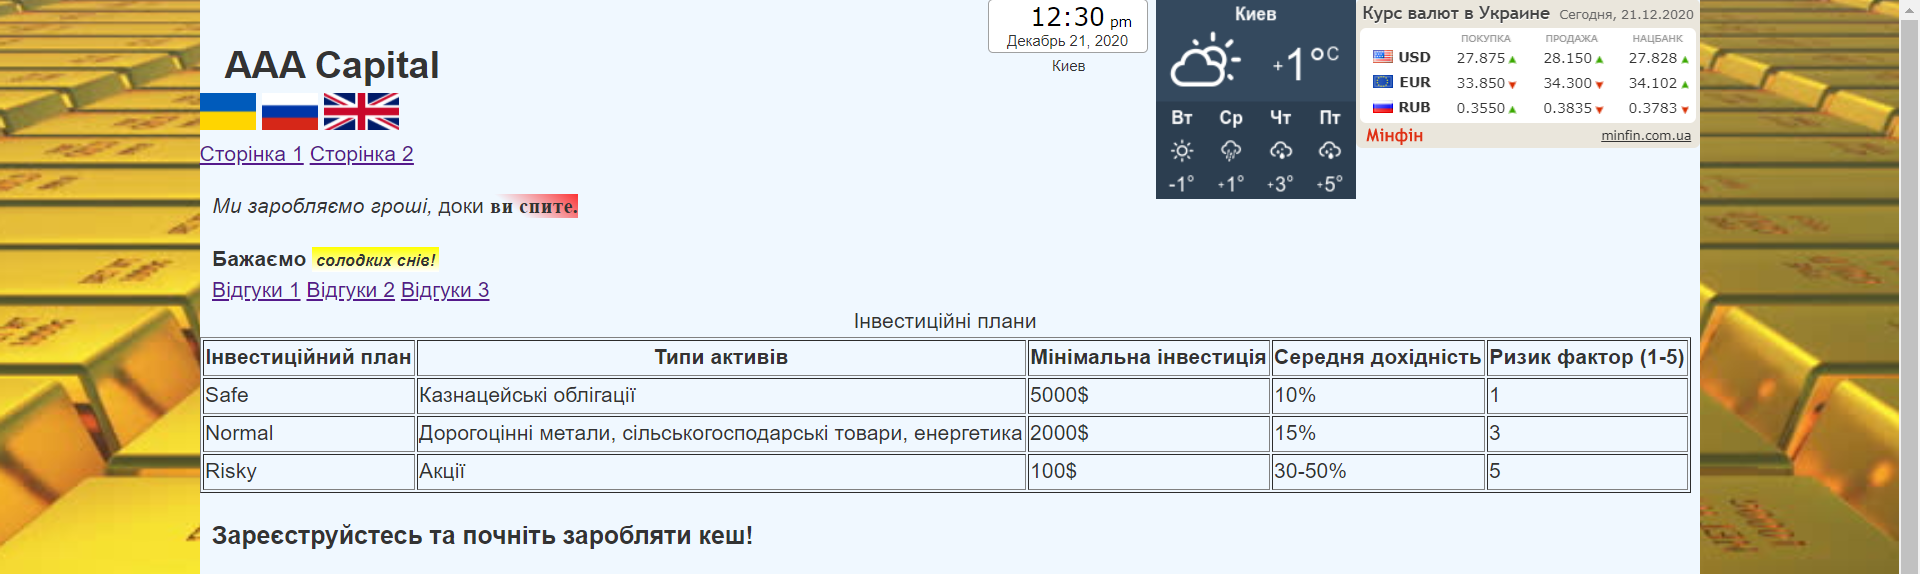 AAA Capital
Сторінка 1 Сторінка 2
Ми заробляємо гроші, доки ви спите.
Бажаємо солодких снів!
Відгуки 1 Відгуки 2 Відгуки 3
12:30 pm
Декабрь 21, 2020
Киев
Киев
+1°C
Вт Ср Чт Пт
-1° +1° +3° +5°
Курс валют в Украине Сегодня, 21.12.2020
ПОКУПКА ПРОДАЖА НАЦБАНК
USD 27.875 28.150 27.828
EUR 33.850 34.300 34.102
RUB 0.3550 0.3835 0.3783
Мінфін minfin.com.ua
Інвестиційні плани
Інвестиційний план Типи активів Мінімальна інвестиція Середня дохідність Ризик фактор (1-5)
Safe Казначейські облігації 5000$ 10% 1
Normal Дорогоцінні метали, сільськогосподарські товари, енергетика 2000$ 15% 3
Risky Акції 100$ 30-50% 5
Зареєструйстесь та почніть заробляти кеш!